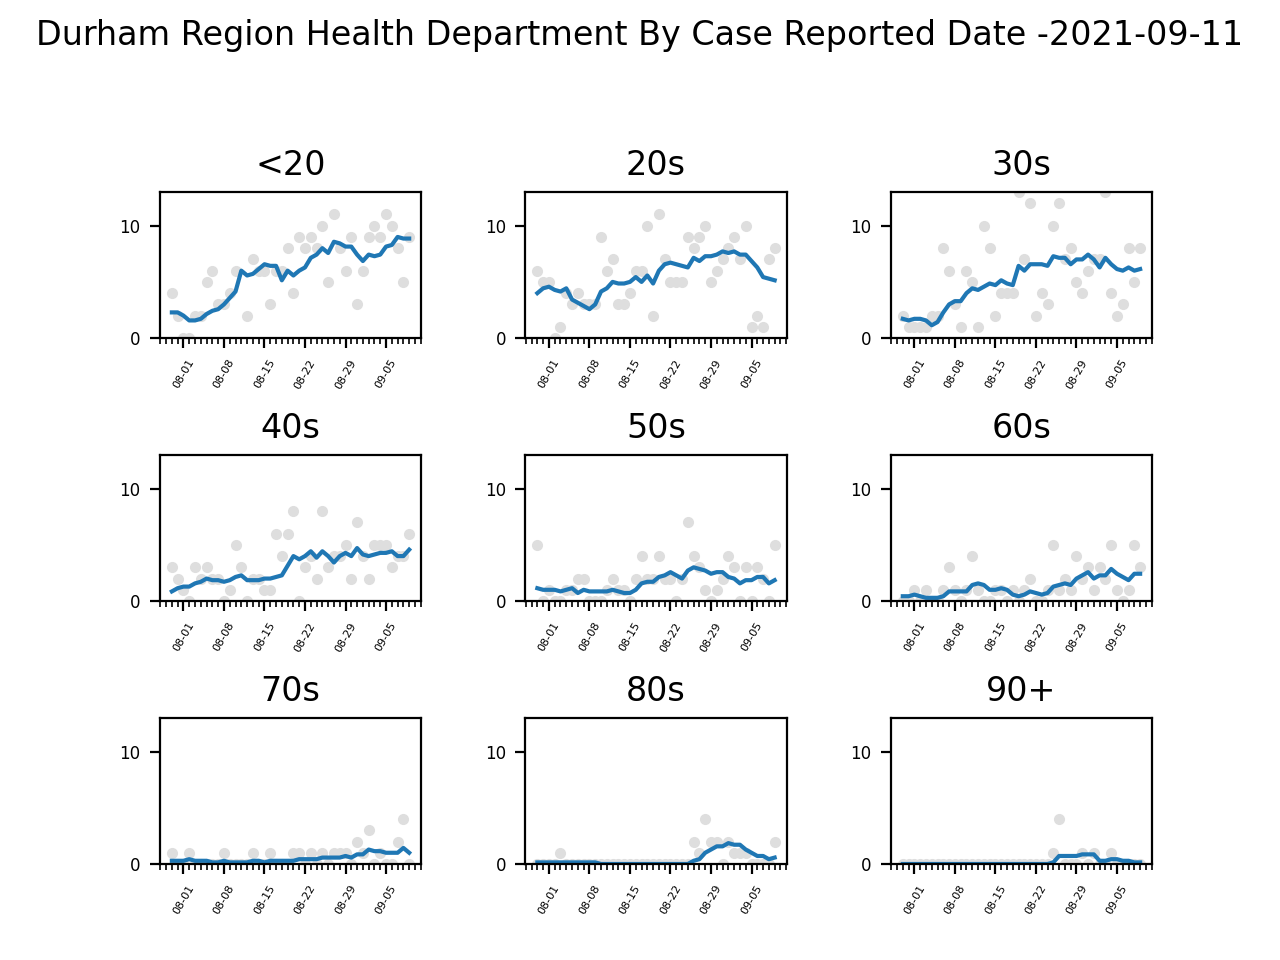 Durham Region Health Department By Case Reported Date -2021-09-11
<20 20s 30s
10 10 10
0 0 0
08-01 08-08 08-15 08-22 08-29 09-05 08-01 08-08 08-15 08-22 08-29 09-05 08-01 08-08 08-15 08-22 08-29 09-05
40s 50s 60s
10 10 10
0 0 0
08-01 08-08 08-15 08-22 08-29 09-05 08-01 08-08 08-15 08-22 08-29 09-05 08-01 08-08 08-15 08-22 08-29 09-05
70s 80s 90+
10 10 10
0 0 0
08-01 08-08 08-15 08-22 08-29 09-05 08-01 08-08 08-15 08-22 08-29 09-05 08-01 08-08 08-15 08-22 08-29 09-05